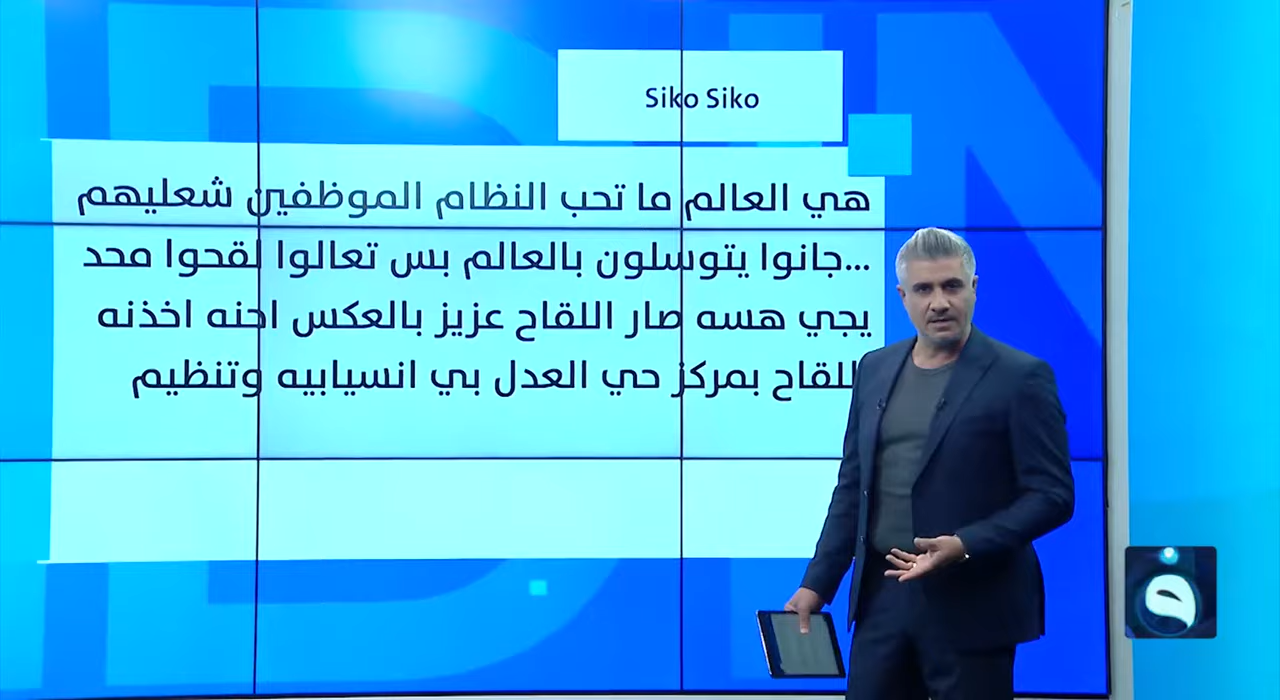 Siko Siko
هي العالم ما تحب النظام الموظفين شعليهم
...جانوا يتوسلون بالعالم بس تعالوا لقحوا محد
يجي هسه صار اللقاح عزيز بالعكس احنه اخذنه
اللقاح بمركز حي العدل بي انسيابيه وتنظيم